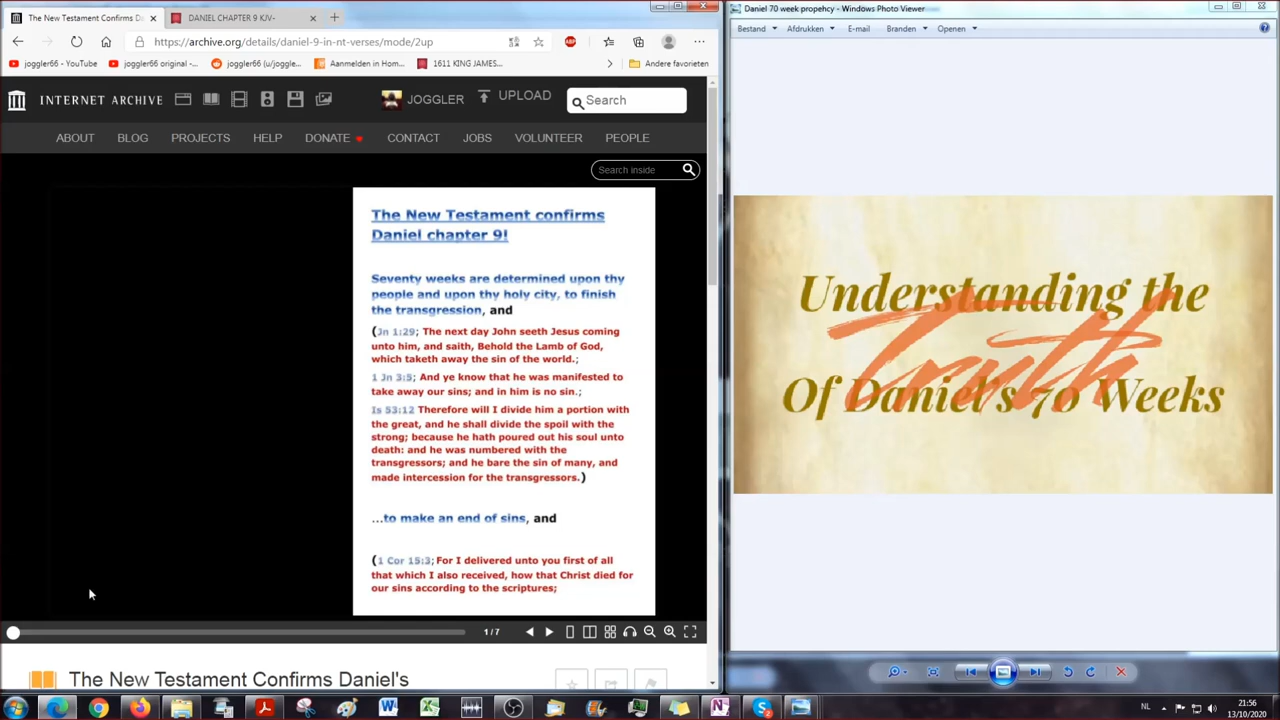 The New Testament Confirms D
DANIEL CHAPTER 9 KJV-
https://archive.org/details/daniel-9-in-nt-verses/mode/2up
joggler66 - YouTube
joggler66 original -...
joggler66 (u/joggle...
Aanmelden in Hom...
1611 KING JAMES...
Andere favorieten
INTERNET ARCHIVE
JOGGLER
UPLOAD
Search
ABOUT BLOG PROJECTS HELP DONATE CONTACT JOBS VOLUNTEER PEOPLE
Search inside
The New Testament confirms
Daniel chapter 9!
Seventy weeks are determined upon thy
people and upon thy holy city, to finish
the transgression, and
(Jn 1:29; The next day John seeth Jesus coming
unto him, and saith, Behold the Lamb of God,
which taketh away the sin of the world.;
1 Jn 3:5; And ye know that he was manifested to
take away our sins; and in him is no sin.;
Is 53:12 Therefore will I divide him a portion with
the great, and he shall divide the spoil with the
strong; because he hath poured out his soul unto
death: and he was numbered with the
transgressors; and he bare the sin of many, and
made intercession for the transgressors.)
...to make an end of sins, and
(1 Cor 15:3; For I delivered unto you first of all
that which I also received, how that Christ died for
our sins according to the scriptures;
1/7
The New Testament Confirms Daniel's
Daniel 70 week propehcy - Windows Photo Viewer
Bestand Afdrukken E-mail Branden Openen
Understanding the
Truth
Of Daniel's 70 Weeks
NL
21:56
13/10/2020